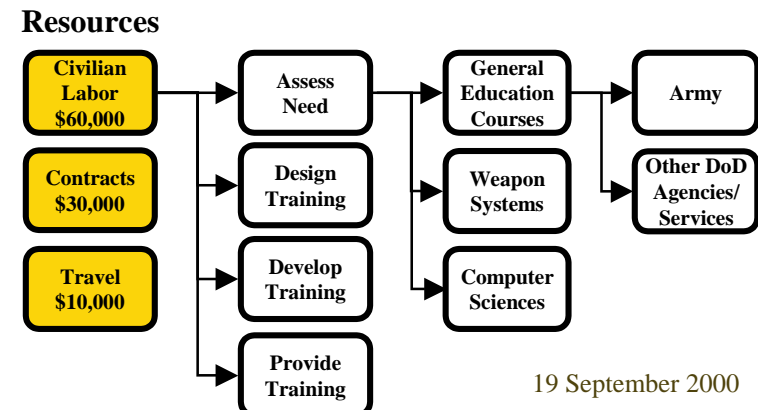 Resources
Civilian
Labor
$60,000
Contracts
$30,000
Travel
$10,000
Assess
Need
Design
Training
Develop
Training
Provide
Training
General
Education
Courses
Weapon
Systems
Computer
Sciences
Army
Other DoD
Agencies/
Services
19 September 2000